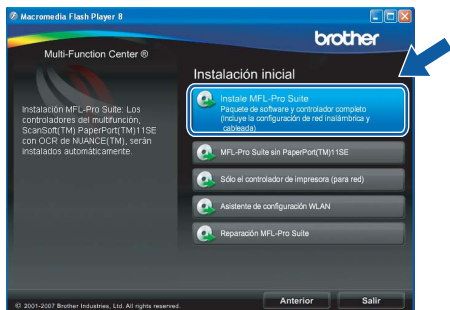 Macromedia Flash Player 8
brother
Multi-Function Center ®
Instalación inicial
Instalación MFL-Pro Suite: Los
controladores del multifunción,
ScanSoft(TM) PaperPort(TM)11SE
con OCR de NUANCE(TM), serán
instalados automáticamente.
Instale MFL-Pro Suite
Paquete de software y controlador completo
(Incluye la configuración de red inalámbrica y
cableada)
MFL-Pro Suite sin PaperPort(TM)11SE
Sólo el controlador de impresora (para red)
Asistente de configuración WLAN
Reparación MFL-Pro Suite
© 2001-2007 Brother Industries, Ltd. All rights reserved.
Anterior
Salir